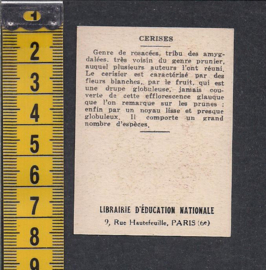 CERISES
Genre de rosacées, tribu des amyg-
dalées, très voisin du genre prunier,
auquel plusieurs auteurs l'ont réuni.
Le cerisier est caractérisé par des
fleurs blanches, par le fruit, qui est
une drupe globuleuse, jamais couverte
de cette efflorescence glauque
que l'on remarque sur les prunes ;
enfin par un noyau lisse et presque
globuleux. Il comporte un grand
nombre d'espèces.
LIBRAIRIE D'ÉDUCATION NATIONALE
9, Rue Hautefeuille, PARIS (6e)
1
2
3
4
5
6
7
8
9